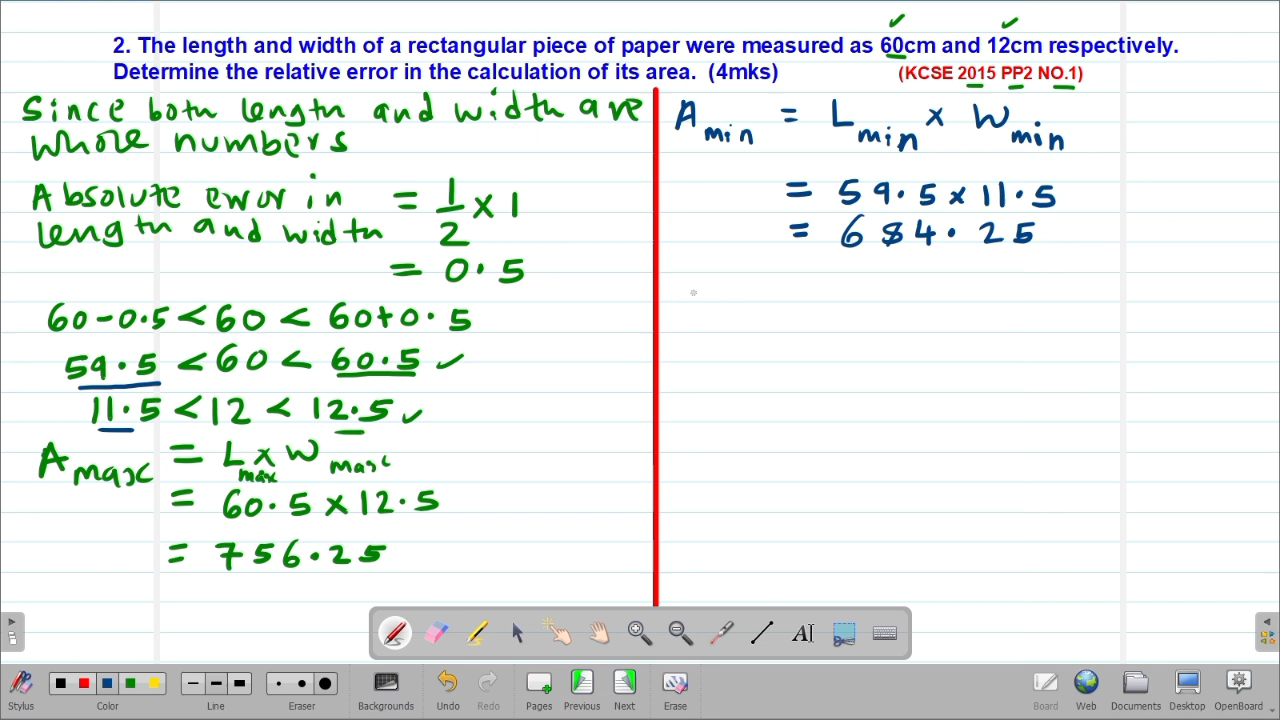 2. The length and width of a rectangular piece of paper were measured as 60cm and 12cm respectively.
Determine the relative error in the calculation of its area. (4mks) (KCSE 2015 PP2 NO.1)
Since both length and width are
whole numbers
Absolute error in
length and width
= 1/2 x 1
= 0.5
60-0.5 < 60 < 60+0.5
59.5 < 60 < 60.5 ✓
11.5 < 12 < 12.5 ✓
A max = L max x W max
= 60.5 x 12.5
= 756.25
A min = L min x W min
= 59.5 x 11.5
= 684.25
Stylus
Color
Line
Eraser
Backgrounds
Undo
Redo
Pages
Previous
Next
Erase
Board
Web
Documents
Desktop
OpenBoard